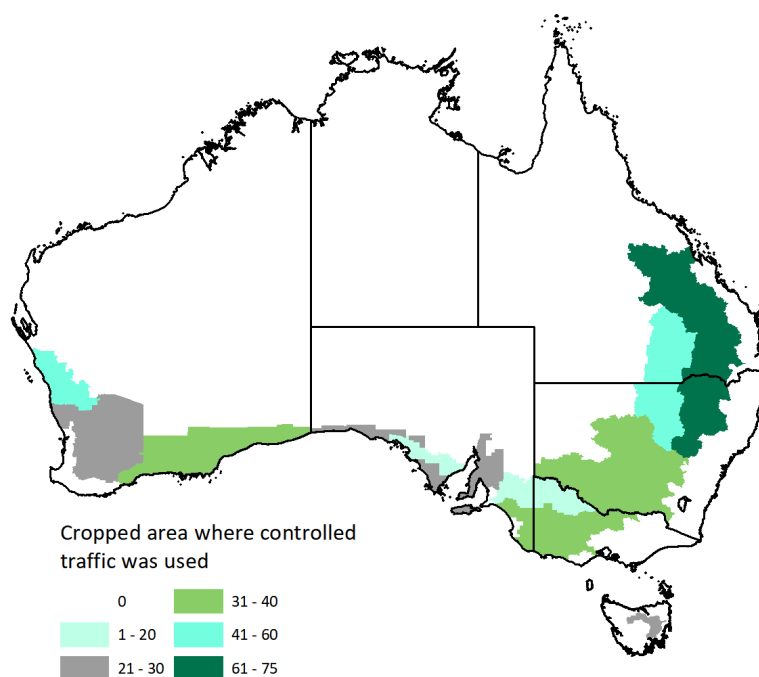 Cropped area where controlled
traffic was used
0
31 - 40
1 - 20
41 - 60
21 - 30
61 - 75